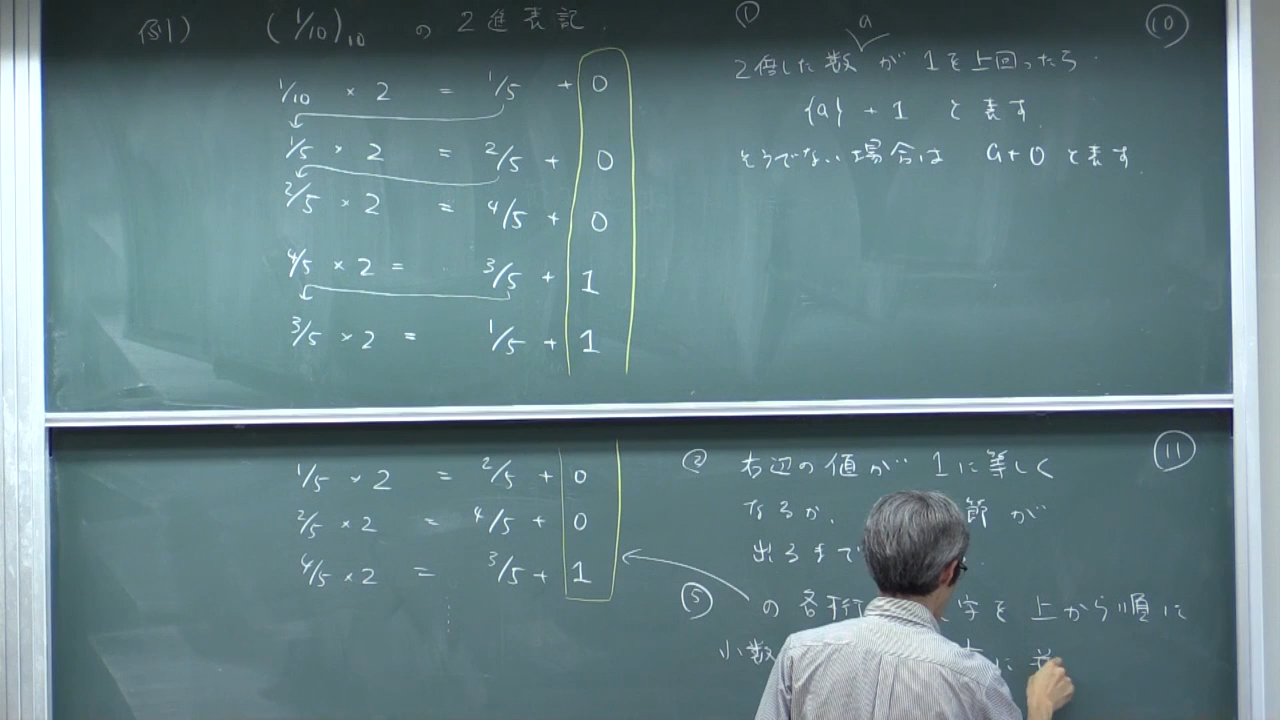 例1) (1/10)₁₀ の 2進表記
1/10 × 2 = 1/5 + 0
1/5 × 2 = 2/5 + 0
2/5 × 2 = 4/5 + 0
4/5 × 2 = 3/5 + 1
3/5 × 2 = 1/5 + 1
① ⑩
a
2倍した数が 1を上回ったら
{a} + 1 と表す.
そうでない場合は a+0 と表す.
1/5 × 2 = 2/5 + 0
2/5 × 2 = 4/5 + 0
4/5 × 2 = 3/5 + 1
② 右辺の値が 1に等しく ⑪
なるか, 節が
出るまで
の各行 字を上から順に
小数 に